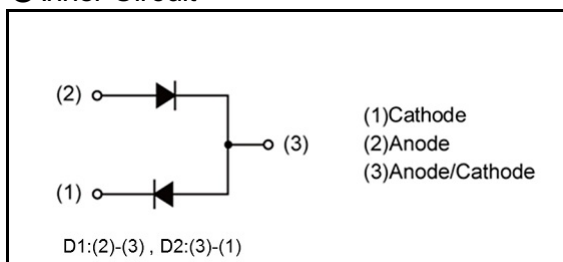 Inner Circuit
(2)
(3)
(1)
(1)Cathode
(2)Anode
(3)Anode/Cathode
D1:(2)-(3) , D2:(3)-(1)